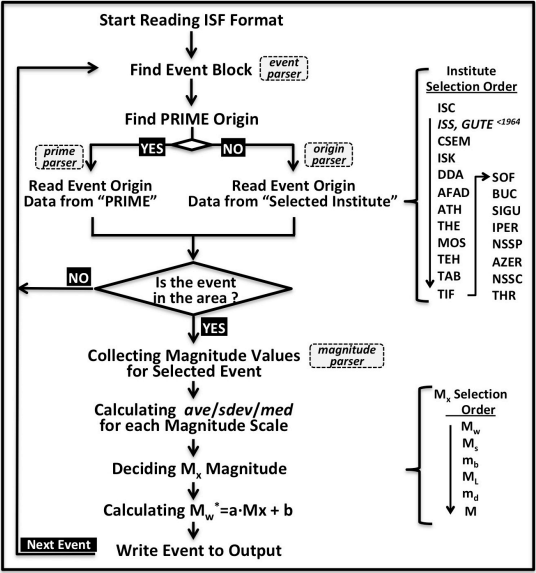 Start Reading ISF Format
Find Event Block
event
parser
Find PRIME Origin
YES
NO
prime
parser
origin
parser
Read Event Origin
Data from “PRIME”
Read Event Origin
Data from “Selected Institute”
Is the event
in the area ?
NO
YES
Collecting Magnitude Values
for Selected Event
magnitude
parser
Calculating ave/sdev/med
for each Magnitude Scale
Deciding Mx Magnitude
Calculating Mw*=a·Mx + b
Next Event
Write Event to Output
Institute
Selection Order
ISC
ISS, GUTE <1964
CSEM
ISK
DDA
AFAD
ATH
THE
MOS
TEH
TAB
TIF
SOF
BUC
SIGU
IPER
NSSP
AZER
NSSC
THR
Mx Selection
Order
Mw
Ms
mb
ML
md
M